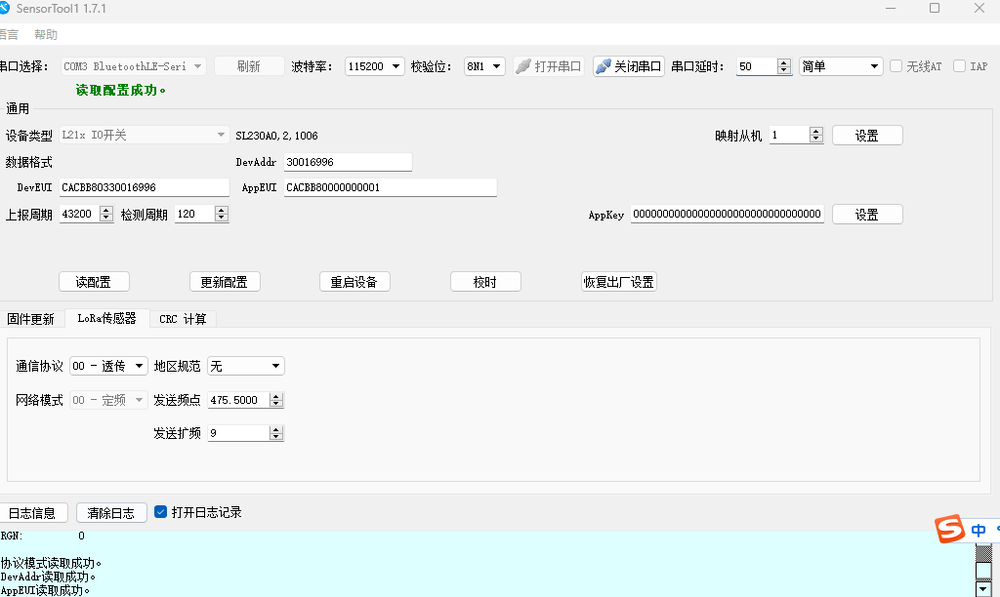 SensorTool1 1.7.1
语言 帮助
串口选择: COM3 BluetoothLE-Seri 刷新 波特率: 115200 校验位: 8N1 打开串口 关闭串口 串口延时: 50 简单 无线AT IAP
读取配置成功。
通用
设备类型 L21x IO开关 SL230A0,2,1006 映射从机 1 设置
数据格式 DevAddr 30016996
DevEUI CACBB80330016996 AppEUI CACBB80000000001
上报周期 43200 检测周期 120 AppKey 00000000000000000000000000000000 设置
读配置 更新配置 重启设备 校时 恢复出厂设置
固件更新 LoRa传感器 CRC 计算
通信协议 00 - 透传 地区规范 无
网络模式 00 - 定频 发送频点 475.5000
发送扩频 9
日志信息 清除日志 打开日志记录
RGN: 0
协议模式读取成功。
DevAddr读取成功。
AppEUI读取成功。
S 中